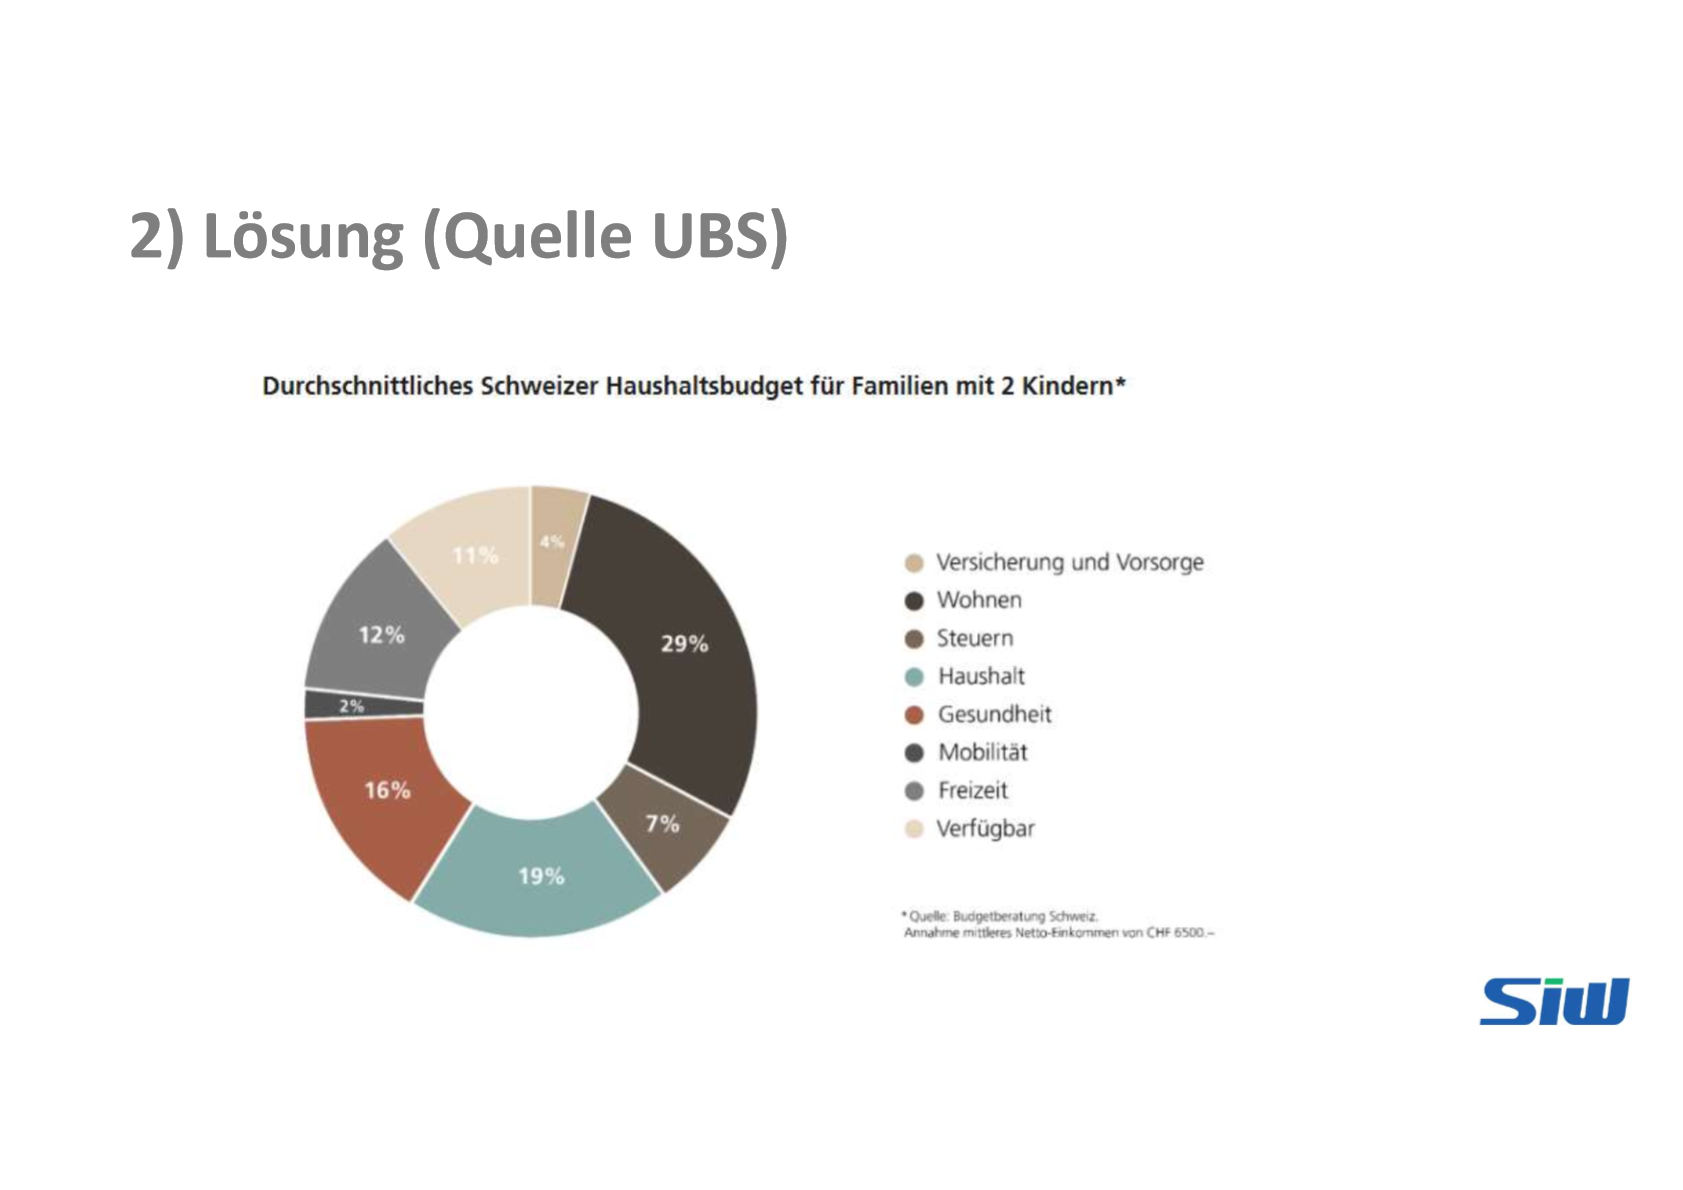 2) Lösung (Quelle UBS)
Durchschnittliches Schweizer Haushaltsbudget für Familien mit 2 Kindern*
4%
11%
12%
29%
2%
16%
7%
19%
Versicherung und Vorsorge
Wohnen
Steuern
Haushalt
Gesundheit
Mobilität
Freizeit
Verfügbar
* Quelle: Budgetberatung Schweiz.
Annahme mittleres Netto-Einkommen von CHF 6500.–
Siw